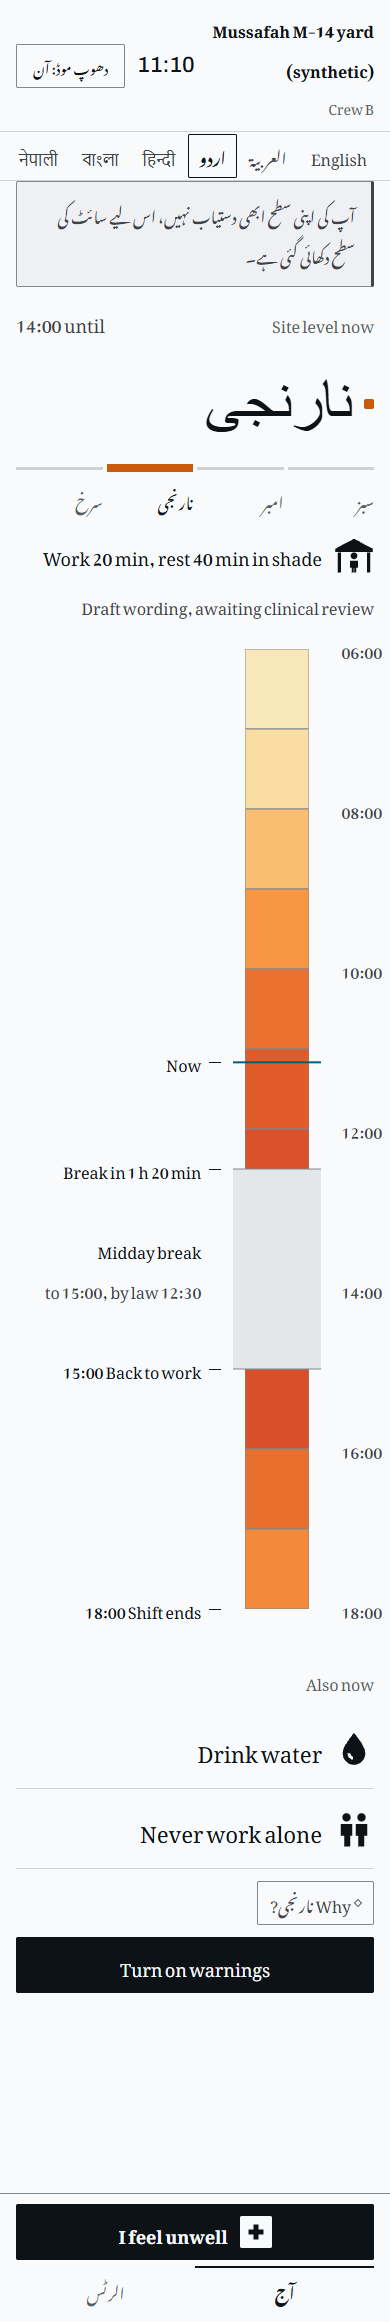 Mussafah M-14 yard
(synthetic)
Crew B
11:10
دھوپ موڈ: آن
English
العربية
اردو
हिन्दी
বাংলা
नेपाली
آپ کی اپنی سطح ابھی دستیاب نہیں، اس لیے سائٹ کی
سطح دکھائی گئی ہے۔
Site level now
14:00 until
نارنجی
سبز
امبر
نارنجی
سرخ
Work 20 min, rest 40 min in shade
Draft wording, awaiting clinical review
06:00
08:00
10:00
Now
12:00
Break in 1 h 20 min
Midday break
to 15:00, by law 12:30
14:00
15:00 Back to work
16:00
18:00 Shift ends
18:00
Also now
Drink water
Never work alone
Why نارنجی?
Turn on warnings
I feel unwell
آج
الرٹس